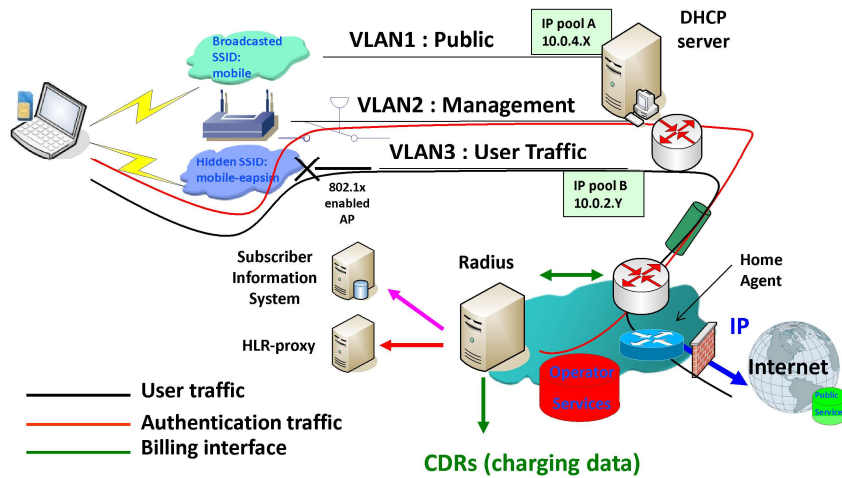 Broadcasted
SSID:
mobile
VLAN1 : Public
IP pool A
10.0.4.X
DHCP
server
VLAN2 : Management
Hidden SSID:
mobile-eapsim
VLAN3 : User Traffic
802.1x
enabled
AP
IP pool B
10.0.2.Y
Subscriber
Information
System
Radius
Home
Agent
HLR-proxy
IP
Internet
Operator
Services
Public
Service
User traffic
Authentication traffic
Billing interface
CDRs (charging data)